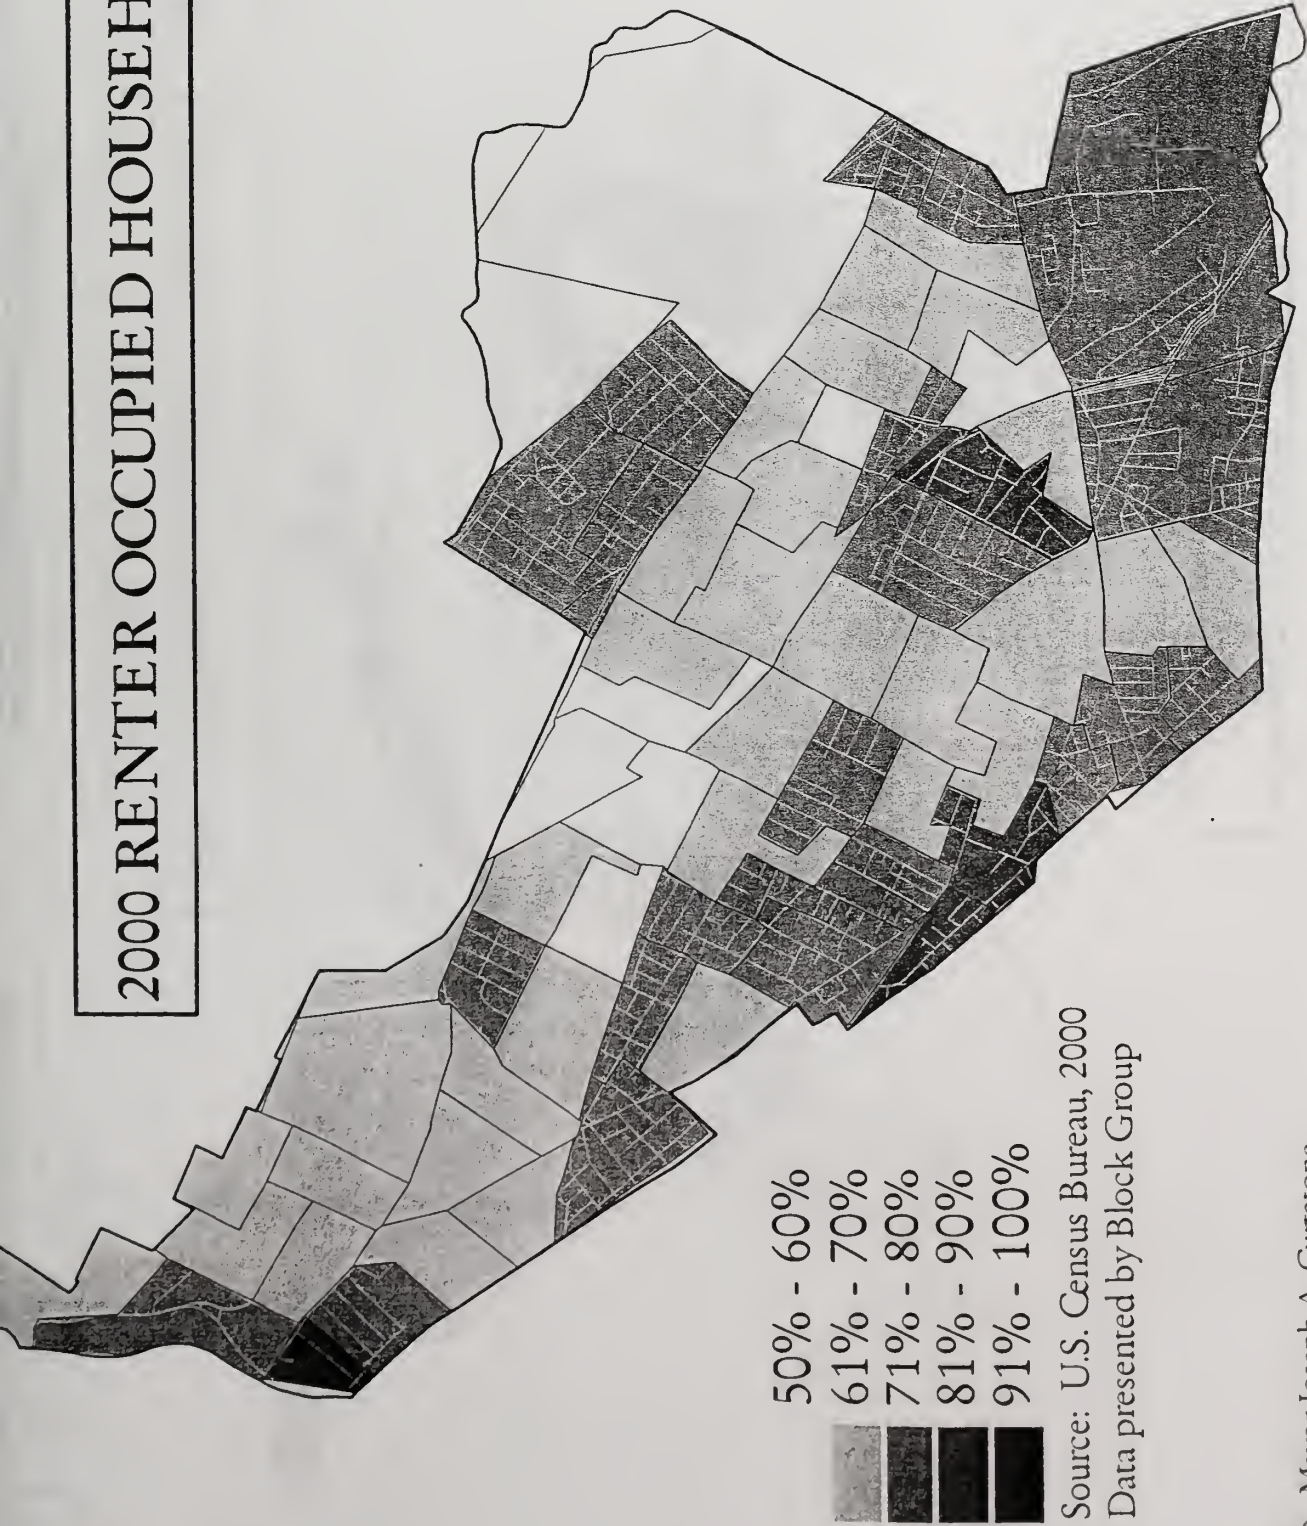 2000 RENTER OCCUPIED HOUSEH
50% - 60%
61% - 70%
71% - 80%
81% - 90%
91% - 100%
Source: U.S. Census Bureau, 2000
Data presented by Block Group
Joseph A.